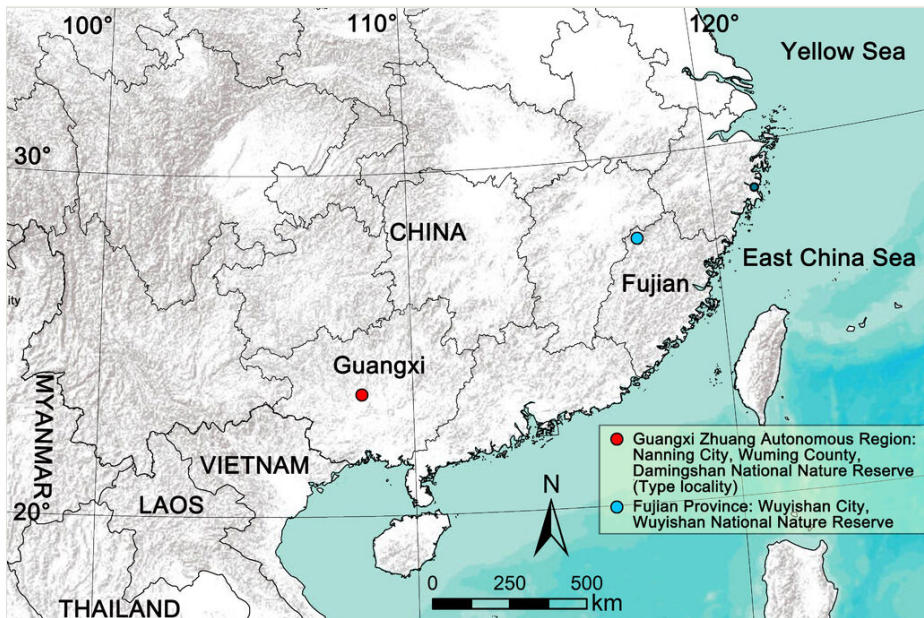 100°
110°
120°
Yellow Sea
30°
CHINA
East China Sea
Fujian
ity
Guangxi
MYANMAR
VIETNAM
LAOS
20°
THAILAND
N
0 250 500
km
Guangxi Zhuang Autonomous Region:
Nanning City, Wuming County,
Damingshan National Nature Reserve
(Type locality)
Fujian Province: Wuyishan City,
Wuyishan National Nature Reserve